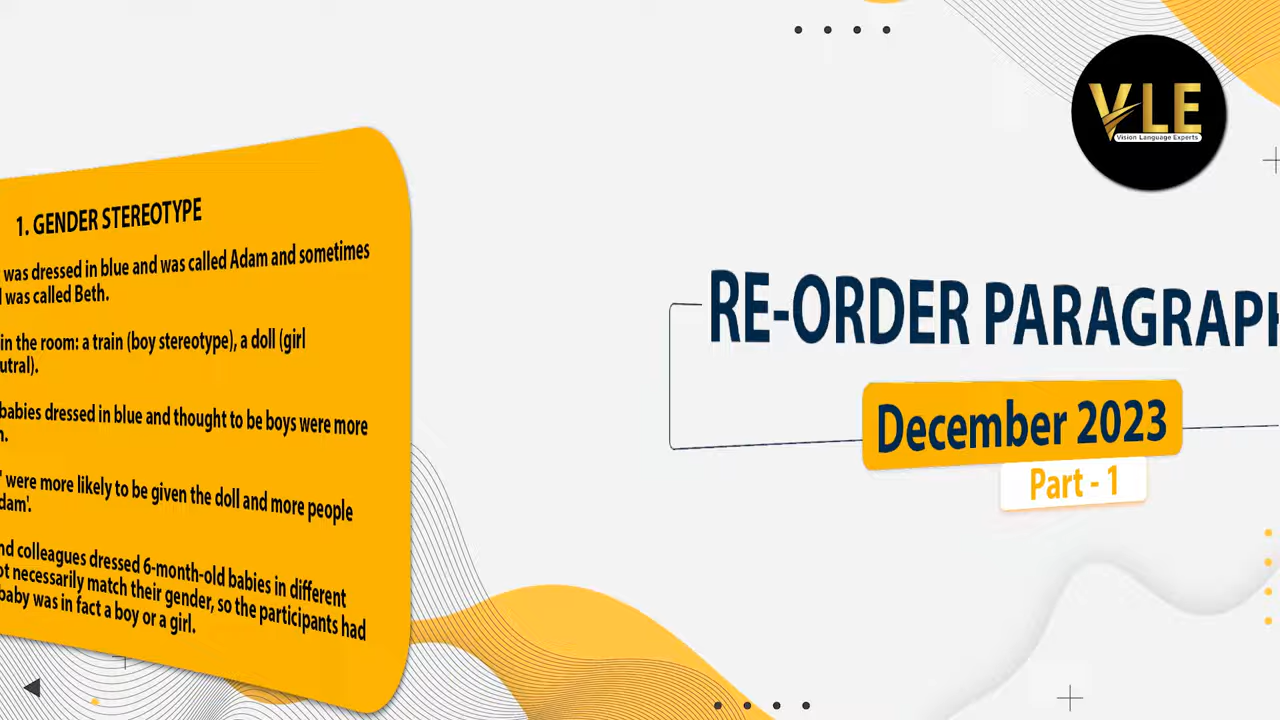 VLE
Vision Language Experts
1. GENDER STEREOTYPE
was dressed in blue and was called Adam and sometimes
was called Beth.
in the room: a train (boy stereotype), a doll (girl
utral).
babies dressed in blue and thought to be boys were more
n.
' were more likely to be given the doll and more people
dam'.
nd colleagues dressed 6-month-old babies in different
ot necessarily match their gender, so the participants had
baby was in fact a boy or a girl.
RE-ORDER PARAGRAPH
December 2023
Part - 1